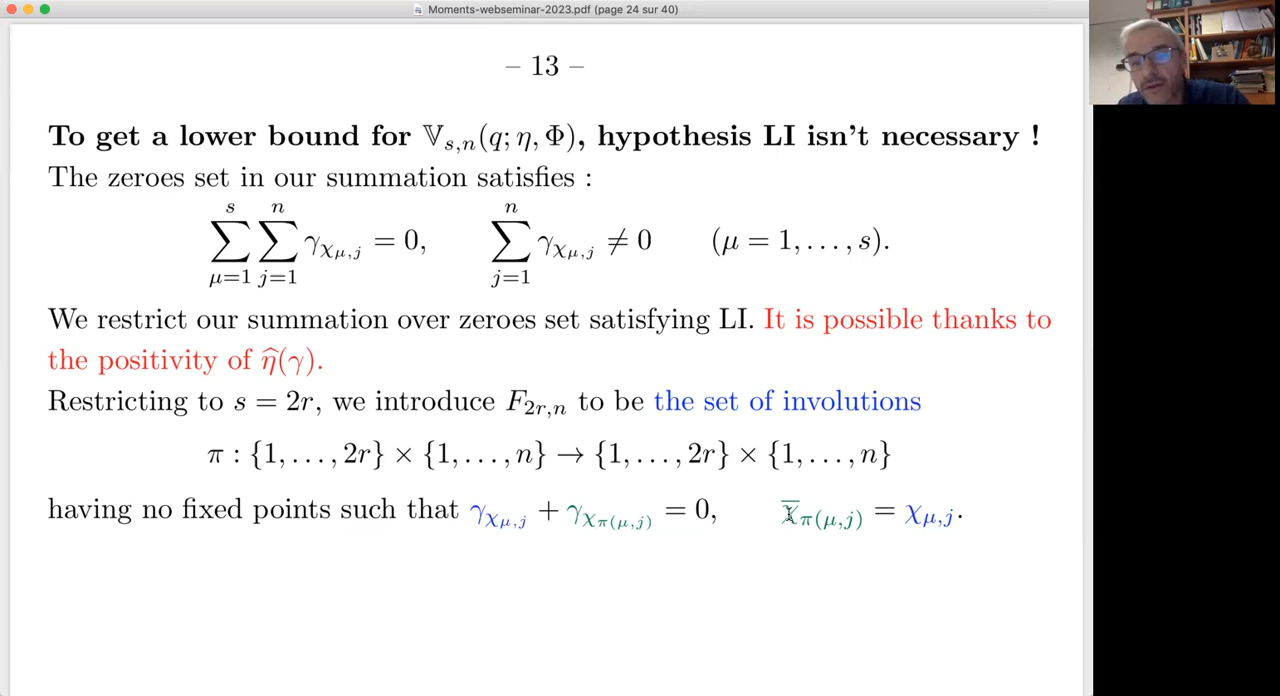 Moments-webseminar-2023.pdf (page 24 sur 40)
– 13 –
To get a lower bound for 𝕍_{s,n}(q; η, Φ), hypothesis LI isn't necessary !
The zeroes set in our summation satisfies :
∑_{μ=1}^{s} ∑_{j=1}^{n} γ_{χ_{μ,j}} = 0, ∑_{j=1}^{n} γ_{χ_{μ,j}} ≠ 0 (μ = 1, . . . , s).
We restrict our summation over zeroes set satisfying LI. It is possible thanks to
the positivity of η̂(γ).
Restricting to s = 2r, we introduce F_{2r,n} to be the set of involutions
π : {1, . . . , 2r} × {1, . . . , n} → {1, . . . , 2r} × {1, . . . , n}
having no fixed points such that γ_{χ_{μ,j}} + γ_{χ_{π(μ,j)}} = 0, χ̅_{π(μ,j)} = χ_{μ,j}.